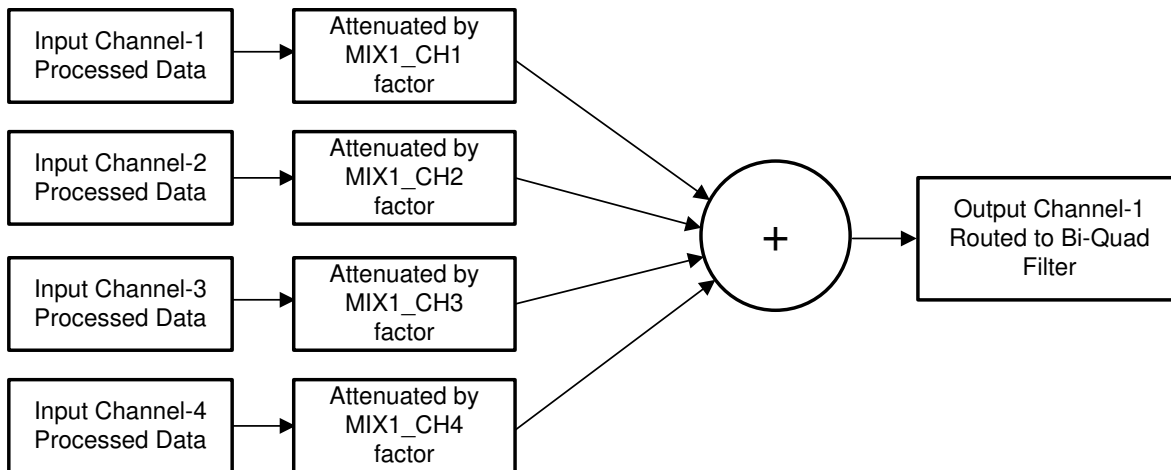 Input Channel-1
Processed Data
Attenuated by
MIX1_CH1
factor
Input Channel-2
Processed Data
Attenuated by
MIX1_CH2
factor
Input Channel-3
Processed Data
Attenuated by
MIX1_CH3
factor
Input Channel-4
Processed Data
Attenuated by
MIX1_CH4
factor
+
Output Channel-1
Routed to Bi-Quad
Filter